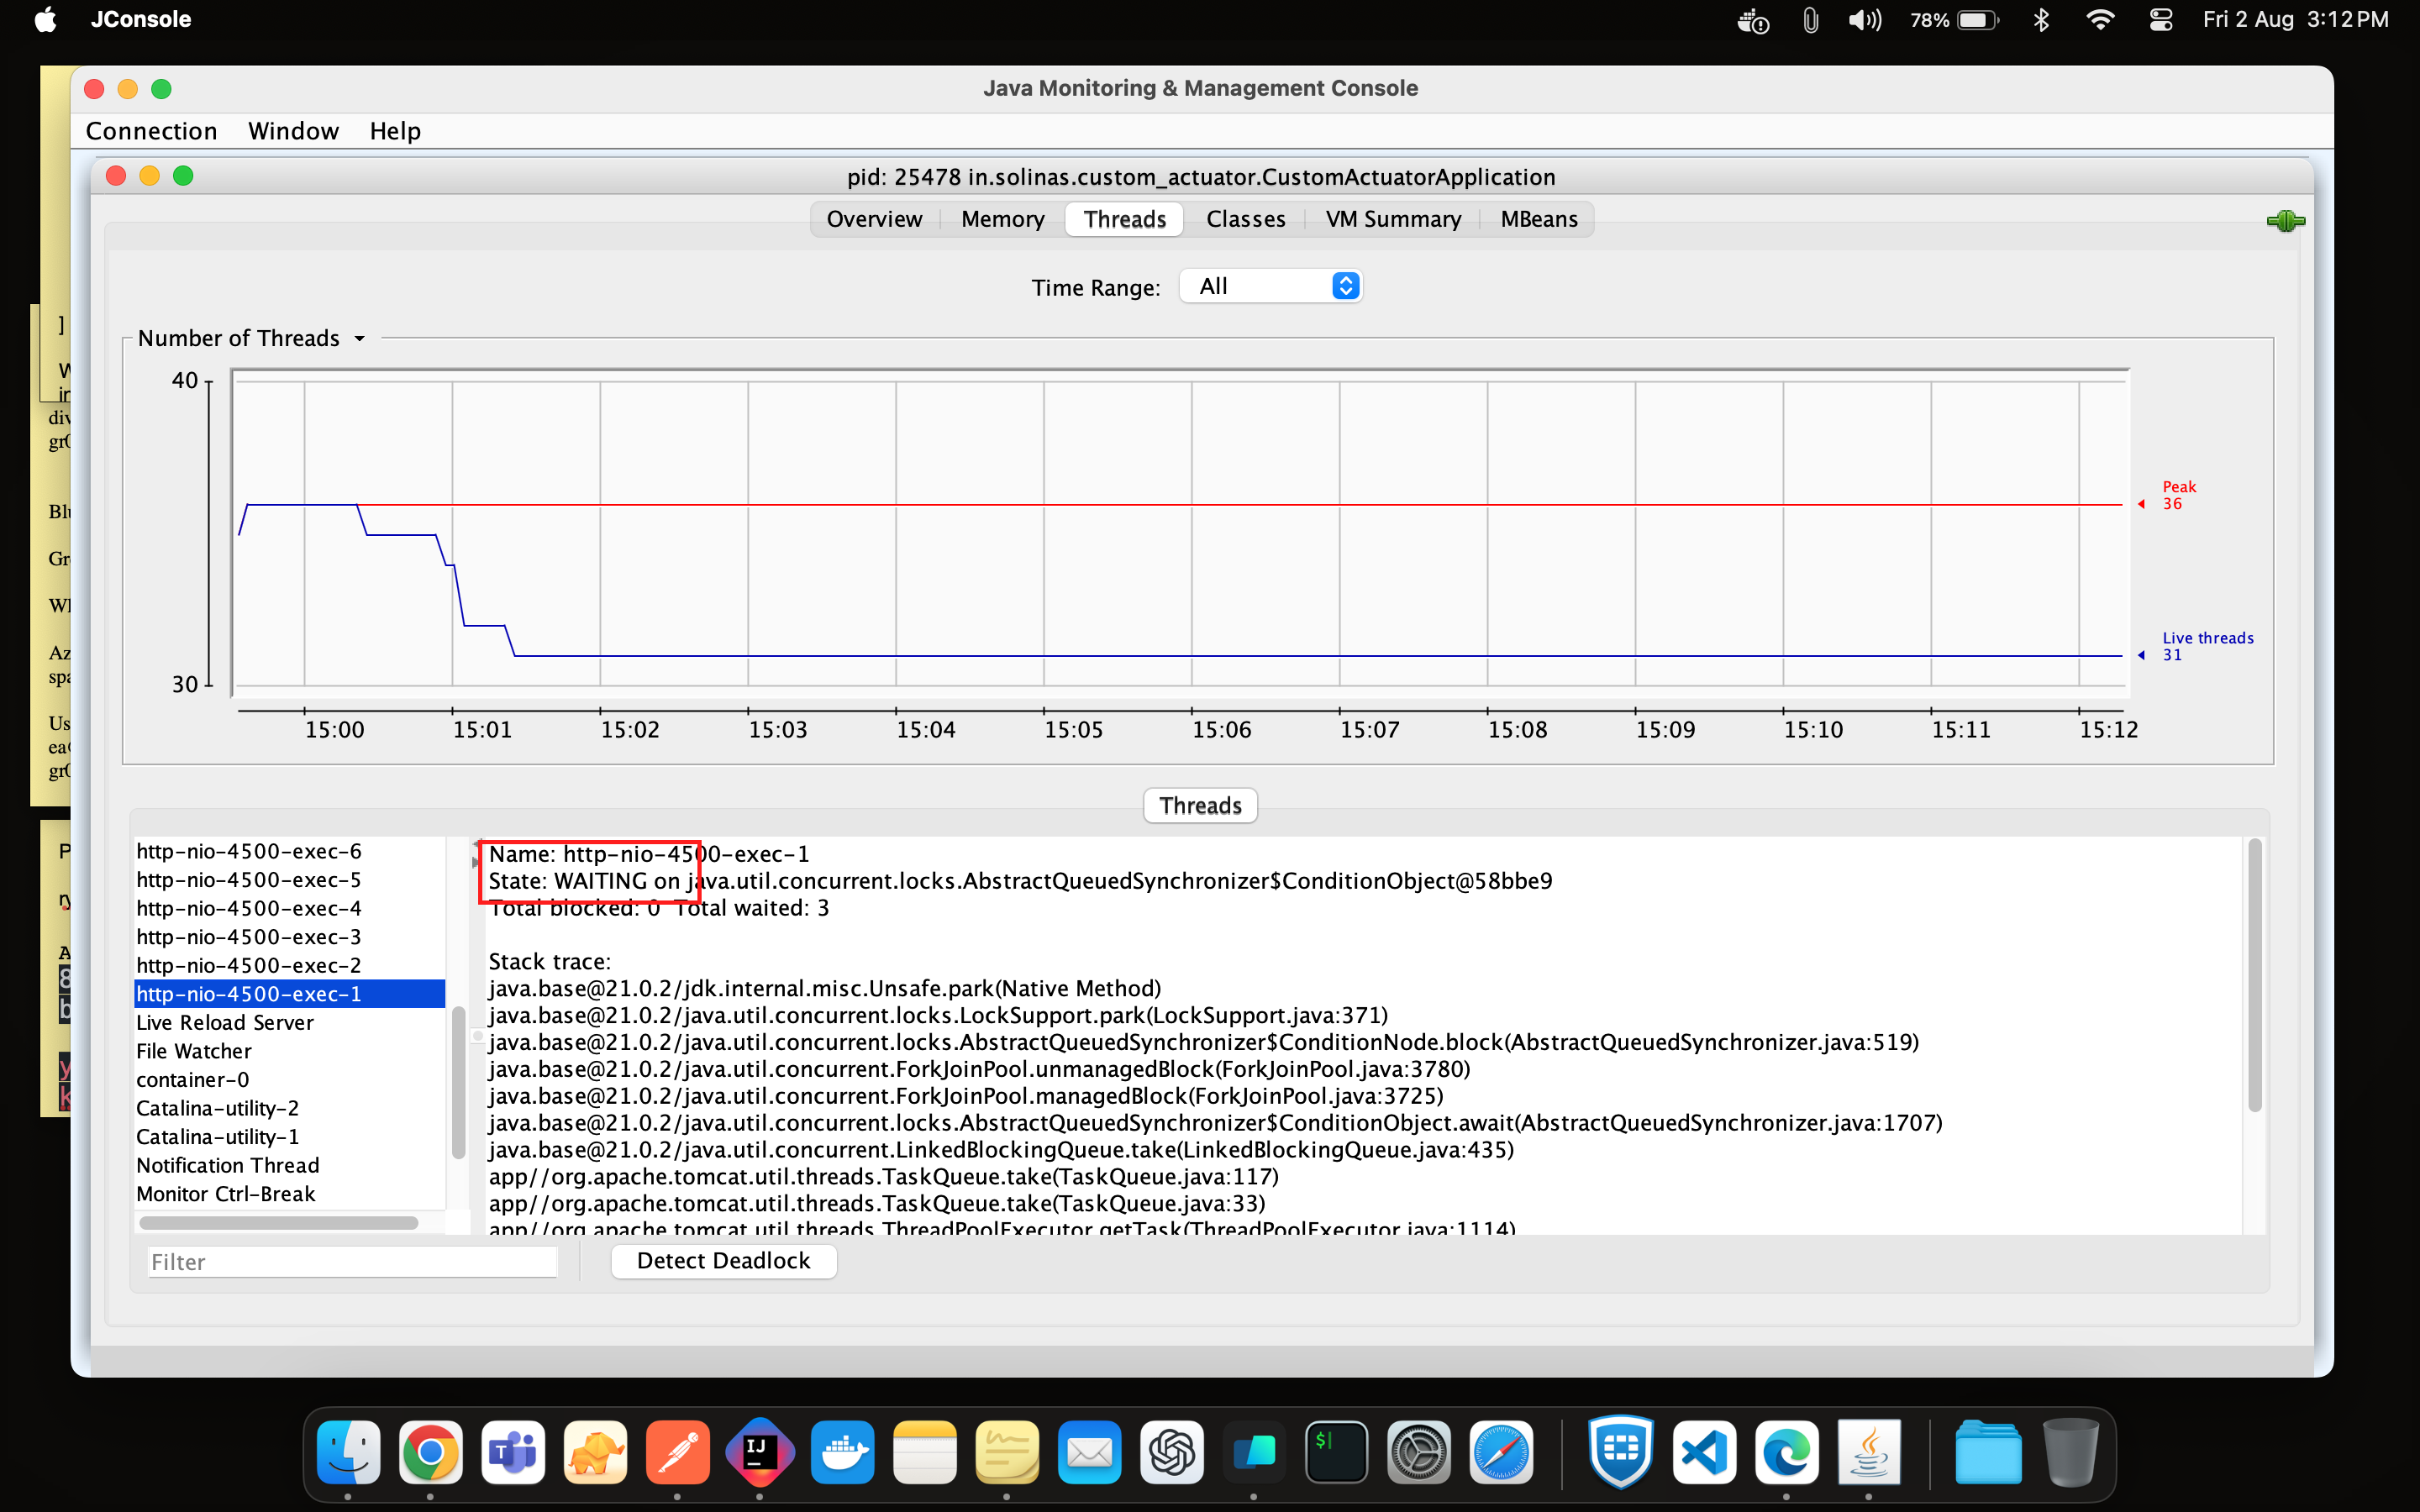 JConsole
78%
Fri 2 Aug 3:12 PM
Java Monitoring & Management Console
Connection Window Help
pid: 25478 in.solinas.custom_actuator.CustomActuatorApplication
Overview Memory Threads Classes VM Summary MBeans
Time Range: All
Number of Threads
40
30
Peak
36
Live threads
31
15:00 15:01 15:02 15:03 15:04 15:05 15:06 15:07 15:08 15:09 15:10 15:11 15:12
Threads
http-nio-4500-exec-6
http-nio-4500-exec-5
http-nio-4500-exec-4
http-nio-4500-exec-3
http-nio-4500-exec-2
http-nio-4500-exec-1
Live Reload Server
File Watcher
container-0
Catalina-utility-2
Catalina-utility-1
Notification Thread
Monitor Ctrl-Break
Name: http-nio-4500-exec-1
State: WAITING on java.util.concurrent.locks.AbstractQueuedSynchronizer$ConditionObject@58bbe9
Total blocked: 0 Total waited: 3
Stack trace:
java.base@21.0.2/jdk.internal.misc.Unsafe.park(Native Method)
java.base@21.0.2/java.util.concurrent.locks.LockSupport.park(LockSupport.java:371)
java.base@21.0.2/java.util.concurrent.locks.AbstractQueuedSynchronizer$ConditionNode.block(AbstractQueuedSynchronizer.java:519)
java.base@21.0.2/java.util.concurrent.ForkJoinPool.unmanagedBlock(ForkJoinPool.java:3780)
java.base@21.0.2/java.util.concurrent.ForkJoinPool.managedBlock(ForkJoinPool.java:3725)
java.base@21.0.2/java.util.concurrent.locks.AbstractQueuedSynchronizer$ConditionObject.await(AbstractQueuedSynchronizer.java:1707)
java.base@21.0.2/java.util.concurrent.LinkedBlockingQueue.take(LinkedBlockingQueue.java:435)
app//org.apache.tomcat.util.threads.TaskQueue.take(TaskQueue.java:117)
app//org.apache.tomcat.util.threads.TaskQueue.take(TaskQueue.java:33)
app//org.apache.tomcat.util.threads.ThreadPoolExecutor.getTask(ThreadPoolExecutor.java:1114)
Filter
Detect Deadlock